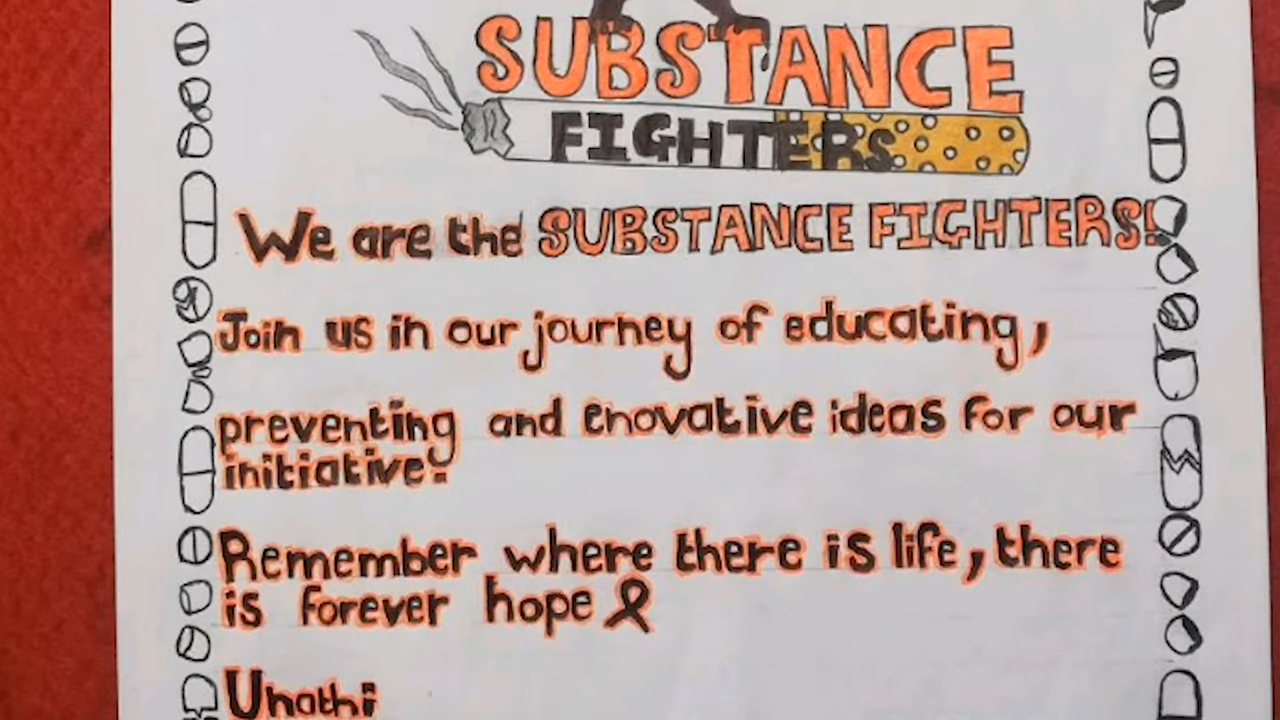 SUBSTANCE
FIGHTERS
We are the SUBSTANCE FIGHTERS!
Join us in our journey of educating,
preventing and enovative ideas for our
initiative.
Remember where there is life, there
is forever hope
Unathi